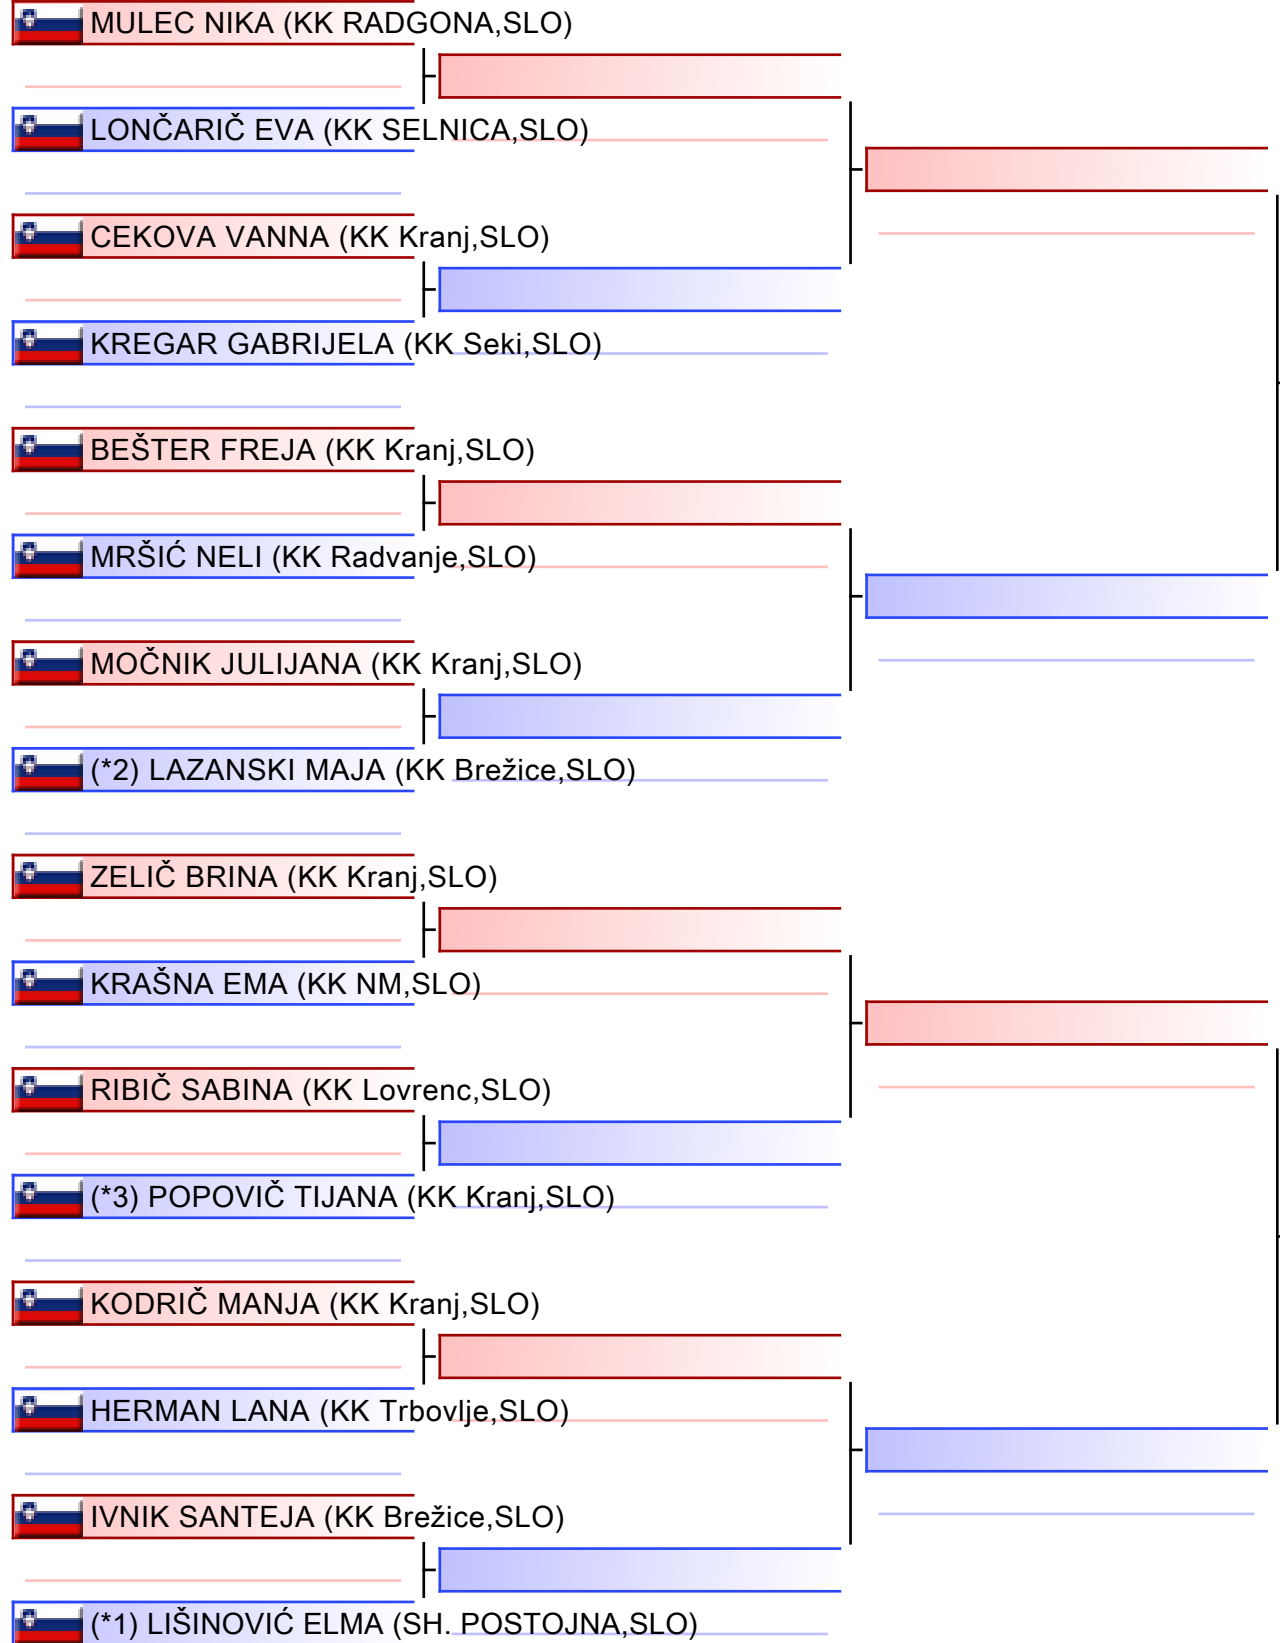 MULEC NIKA (KK RADGONA,SLO)
LONČARIČ EVA (KK SELNICA,SLO)
CEKOVA VANNA (KK Kranj,SLO)
KREGAR GABRIJELA (KK Seki,SLO)
BEŠTER FREJA (KK Kranj,SLO)
MRŠIĆ NELI (KK Radvanje,SLO)
MOČNIK JULIJANA (KK Kranj,SLO)
(*2) LAZANSKI MAJA (KK Brežice,SLO)
ZELIČ BRINA (KK Kranj,SLO)
KRAŠNA EMA (KK NM,SLO)
RIBIČ SABINA (KK Lovrenc,SLO)
(*3) POPOVIČ TIJANA (KK Kranj,SLO)
KODRIČ MANJA (KK Kranj,SLO)
HERMAN LANA (KK Trbovlje,SLO)
IVNIK SANTEJA (KK Brežice,SLO)
(*1) LIŠINOVIĆ ELMA (SH. POSTOJNA,SLO)